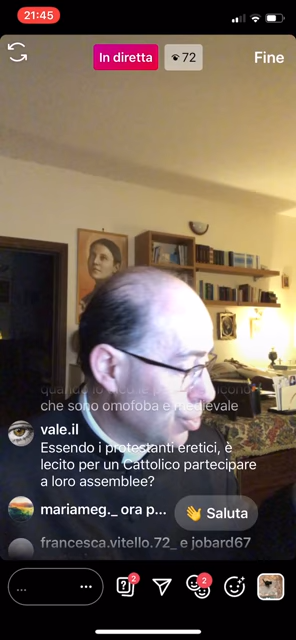 21:45
In diretta
72
Fine
che sono omofoba e medievale
vale.il
Essendo i protestanti eretici, è
lecito per un Cattolico partecipare
a loro assemblee?
mariameg._ ora p...
👋 Saluta
francesca.vitello.72_ e jobard67
...
2
2